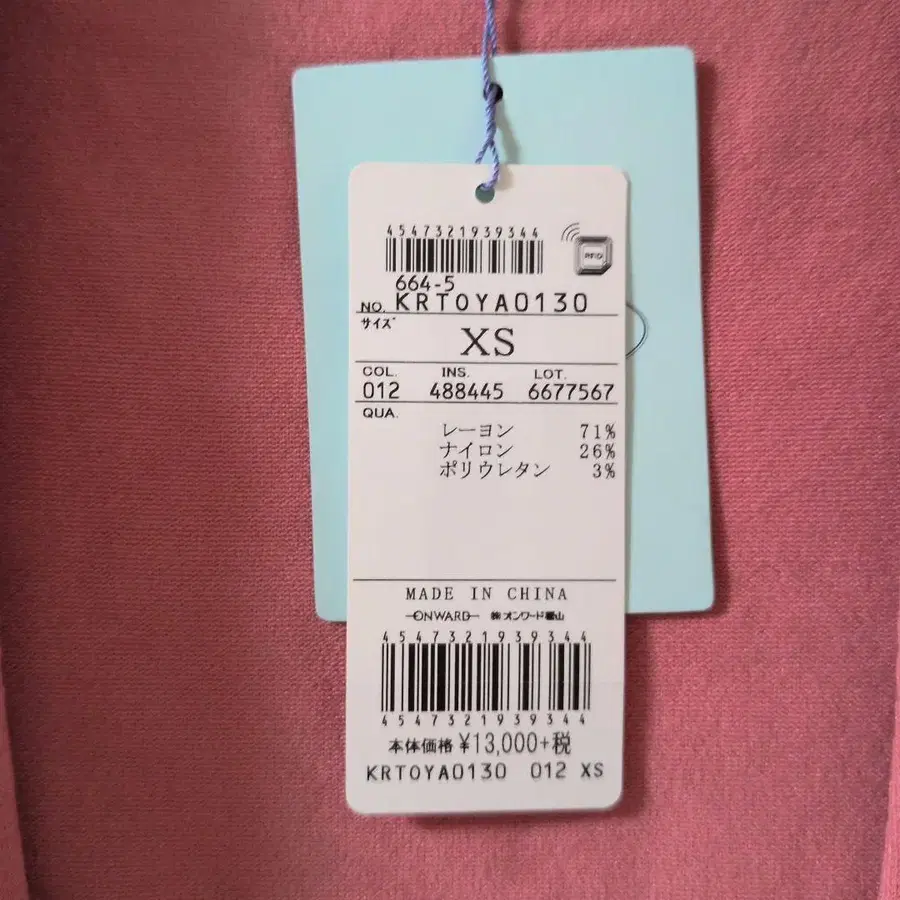 4547321939344
RFID
664-5
NO. KRTOYA0130
サイズ
XS
COL. INS. LOT.
012 488445 6677567
QUA.
レーヨン 71%
ナイロン 26%
ポリウレタン 3%
MADE IN CHINA
ONWARD ㈱オンワード樫山
4547321939344
4547321939344
本体価格 ¥13,000+税
KRTOYA0130 012 XS